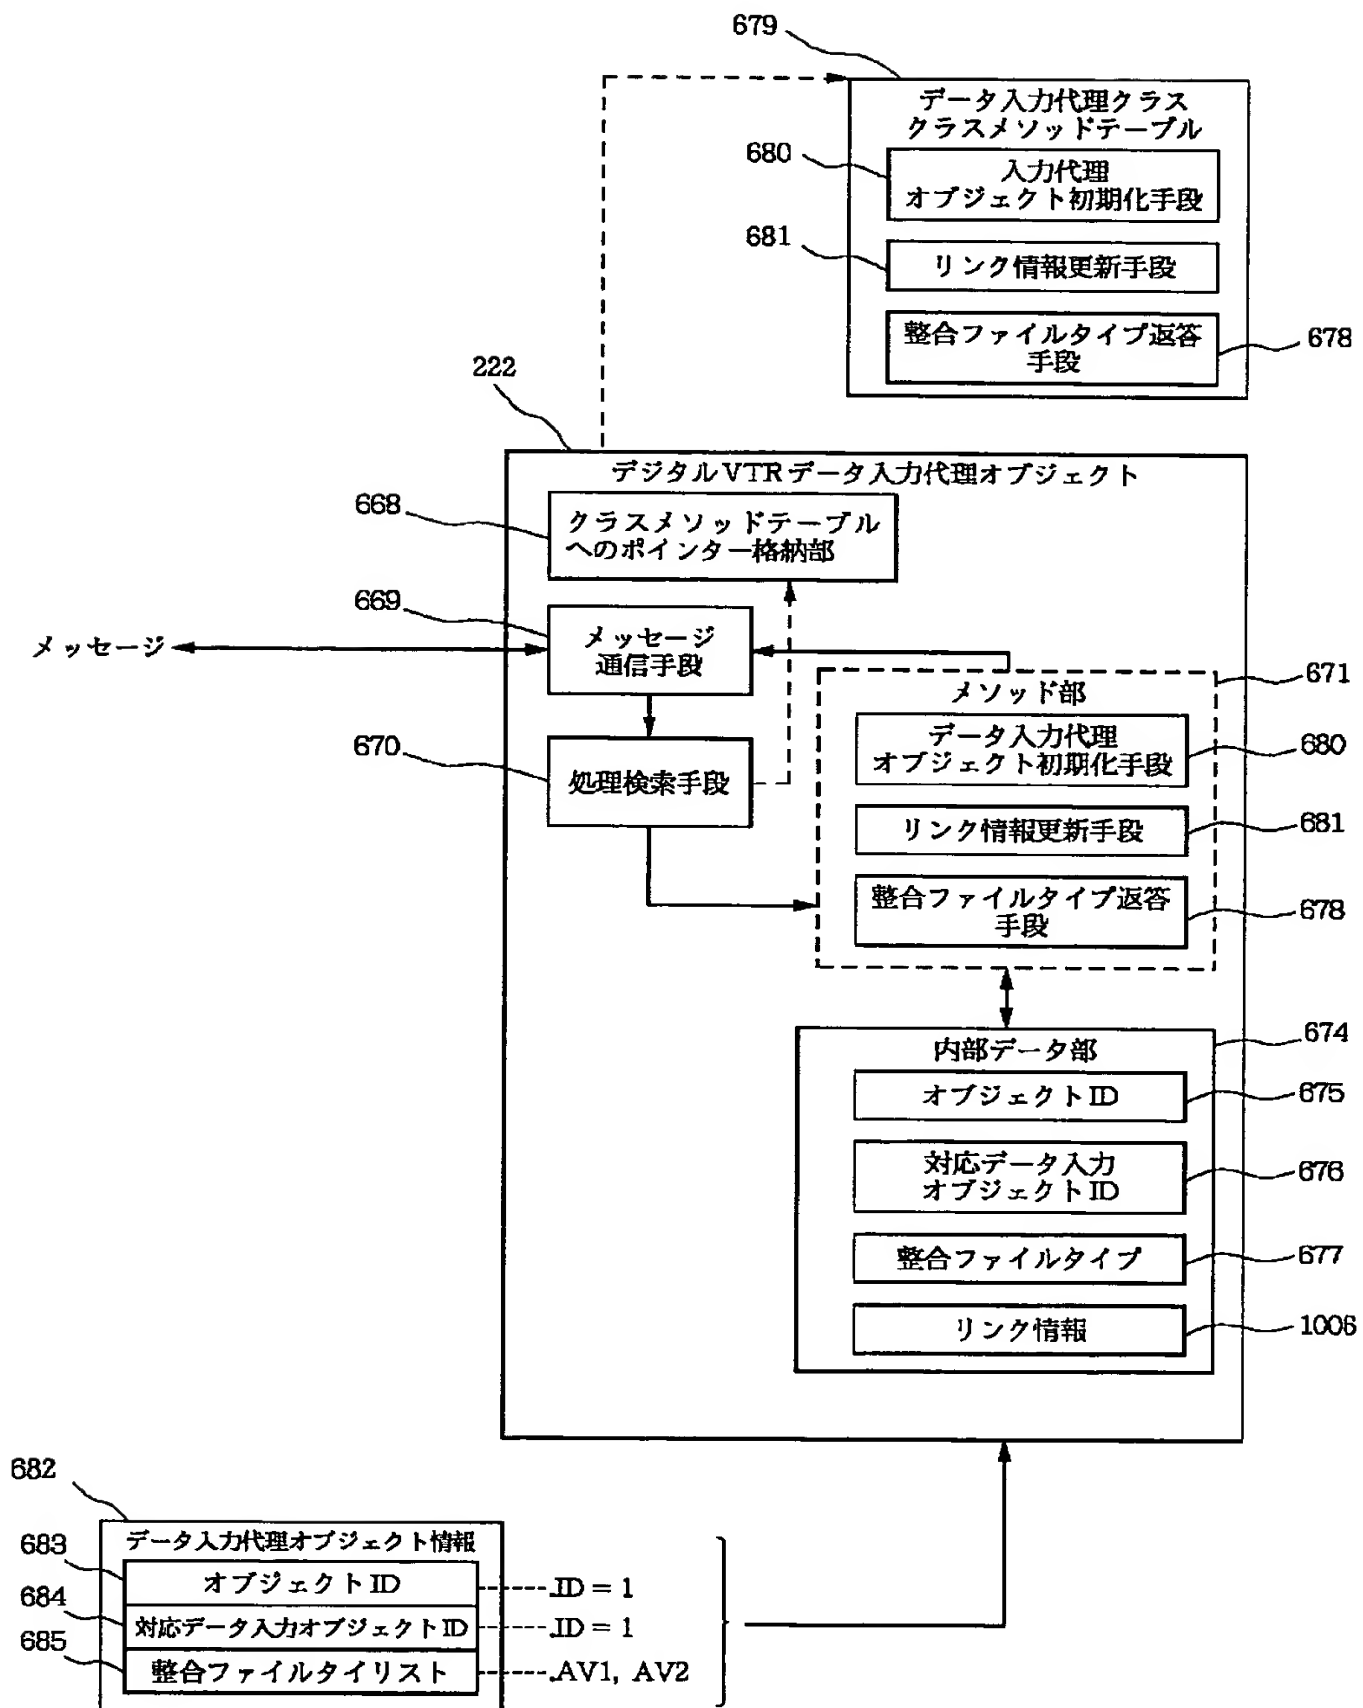 679
データ入力代理クラス
クラスメソッドテーブル
680
入力代理
オブジェクト初期化手段
681
リンク情報更新手段
整合ファイルタイプ返答
手段
678
222
デジタルVTRデータ入力代理オブジェクト
668
クラスメソッドテーブル
へのポインター格納部
669
メッセージ
メッセージ
通信手段
671
メソッド部
670
処理検索手段
データ入力代理
オブジェクト初期化手段
680
リンク情報更新手段
681
整合ファイルタイプ返答
手段
678
674
内部データ部
オブジェクトID
675
対応データ入力
オブジェクトID
676
整合ファイルタイプ
677
リンク情報
1006
682
データ入力代理オブジェクト情報
683
オブジェクトID
ID = 1
684
対応データ入力オブジェクトID
ID = 1
685
整合ファイルタイリスト
AV1, AV2